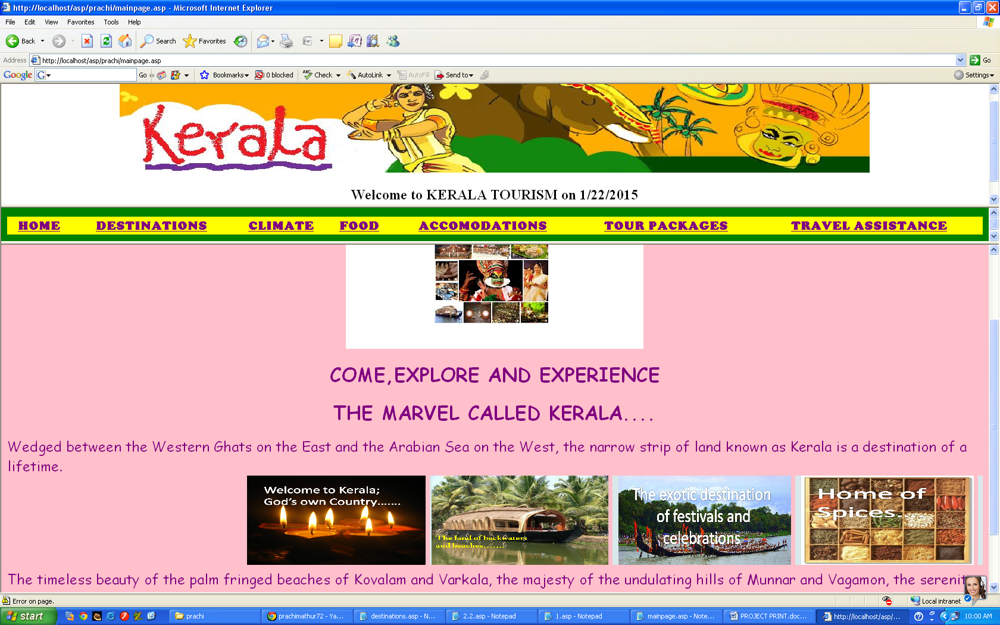 http://localhost/asp/prachi/mainpage.asp - Microsoft Internet Explorer
File Edit View Favorites Tools Help
Back Search Favorites
Address http://localhost/asp/prachi/mainpage.asp Go
Google G Go Bookmarks 0 blocked ABC Check AutoLink AutoFill Send to Settings
Kerala
Welcome to KERALA TOURISM on 1/22/2015
HOME DESTINATIONS CLIMATE FOOD ACCOMODATIONS TOUR PACKAGES TRAVEL ASSISTANCE
COME,EXPLORE AND EXPERIENCE
THE MARVEL CALLED KERALA....
Wedged between the Western Ghats on the East and the Arabian Sea on the West, the narrow strip of land known as Kerala is a destination of a
lifetime.
Welcome to Kerala;
God's own Country.......
The land of backwaters
and beaches.......
The exotic destination
of festivals and
celebrations
Home of
Spices...
The timeless beauty of the palm fringed beaches of Kovalam and Varkala, the majesty of the undulating hills of Munnar and Vagamon, the serenit
Error on page. Local intranet
start prachi prachimathur72 - Ya... destinations.asp - N... 2.2.asp - Notepad 1.asp - Notepad mainpage.asp - Note... PROJECT PRINT.doc... http://localhost/asp/... 10:00 AM